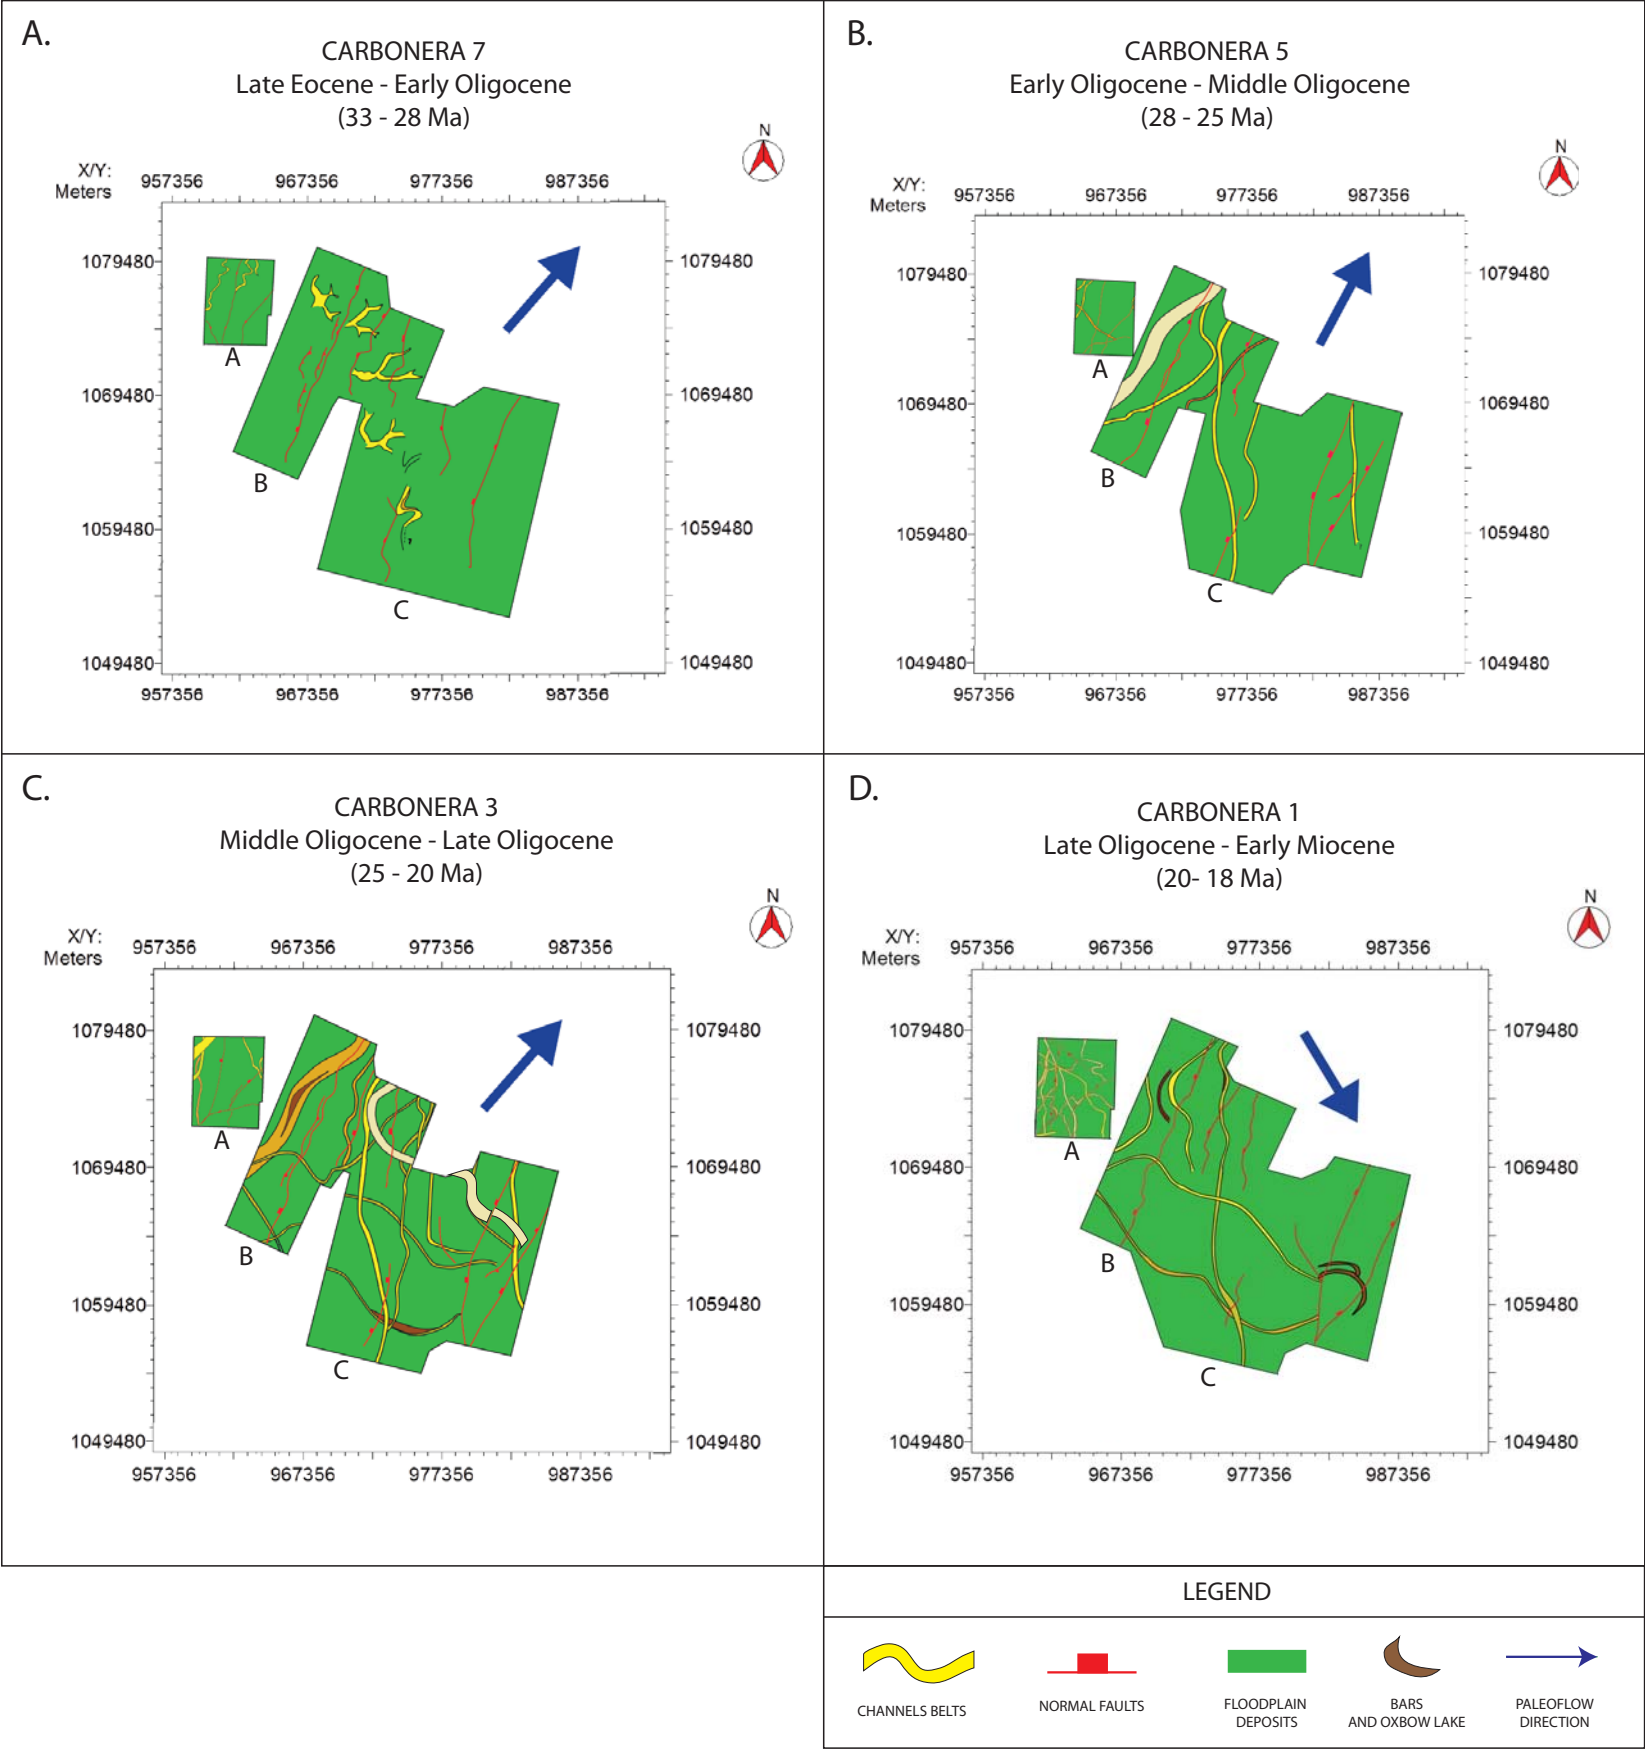 A.
CARBONERA 7
Late Eocene - Early Oligocene
(33 - 28 Ma)
N
X/Y:
Meters
957356 967356 977356 987356
1079480 1079480
A
1069480 1069480
B
1059480 1059480
C
1049480 1049480
957356 967356 977356 987356
B.
CARBONERA 5
Early Oligocene - Middle Oligocene
(28 - 25 Ma)
N
X/Y:
Meters
957356 967356 977356 987356
1079480 1079480
A
1069480 1069480
B
1059480 1059480
C
1049480 1049480
957356 967356 977356 987356
C.
CARBONERA 3
Middle Oligocene - Late Oligocene
(25 - 20 Ma)
N
X/Y:
Meters
957356 967356 977356 987356
1079480 1079480
A
1069480 1069480
B
1059480 1059480
C
1049480 1049480
957356 967356 977356 987356
D.
CARBONERA 1
Late Oligocene - Early Miocene
(20- 18 Ma)
N
X/Y:
Meters
957356 967356 977356 987356
1079480 1079480
A
1069480 1069480
B
1059480 1059480
C
1049480 1049480
957356 967356 977356 987356
LEGEND
CHANNELS BELTS
NORMAL FAULTS
FLOODPLAIN
DEPOSITS
BARS
AND OXBOW LAKE
PALEOFLOW
DIRECTION